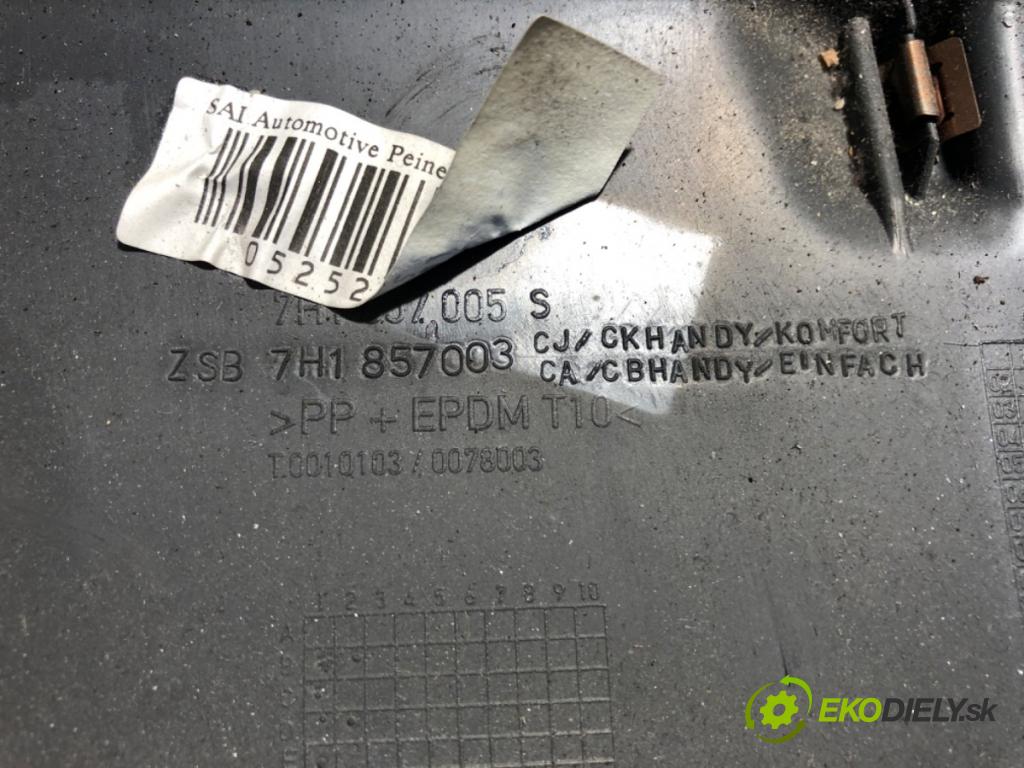 SAI Automotive Peine
05252
005 S
ZSB 7H1 857003 CJ//CKHANDY//KOMFORT
CA//CBHANDY//EINFACH
>PP + EPDM T10<
T.0010103 / 0078003
1 2 3 4 5 6 7 8 9 10
A
EKODIELY.sk